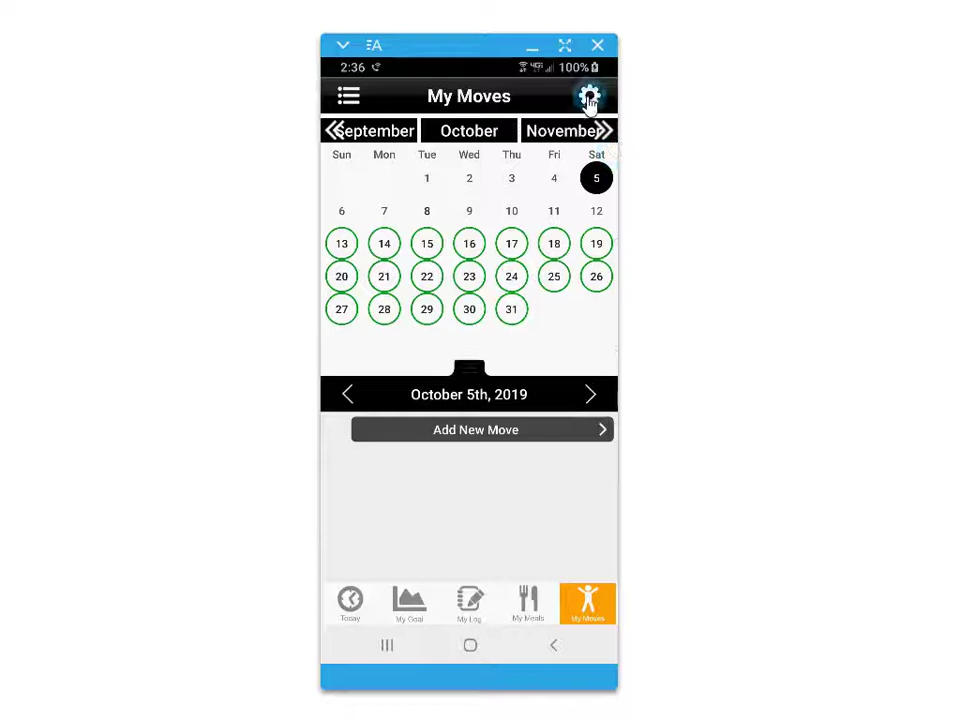 ΞA
2:36 100%
My Moves
September October November
Sun Mon Tue Wed Thu Fri Sat
1 2 3 4 5
6 7 8 9 10 11 12
13 14 15 16 17 18 19
20 21 22 23 24 25 26
27 28 29 30 31
October 5th, 2019
Add New Move
Today My Goal My Log My Meals My Moves